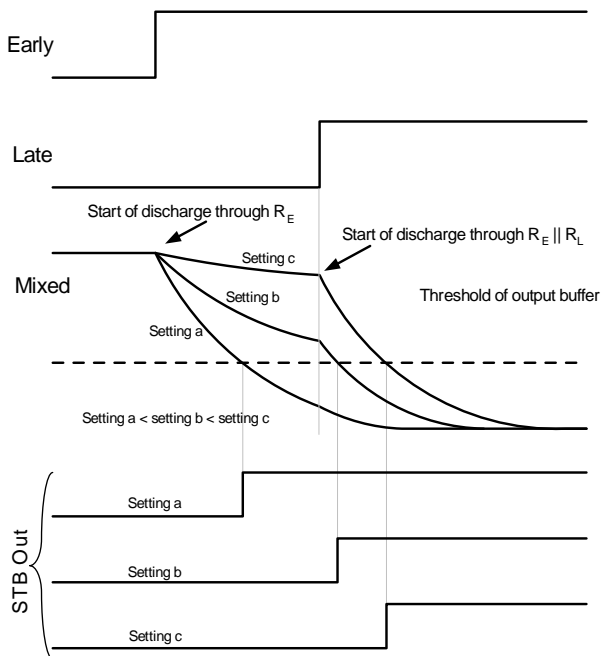 Early
Late
Start of discharge through R_E
Start of discharge through R_E || R_L
Setting c
Mixed
Setting b
Threshold of output buffer
Setting a
Setting a < setting b < setting c
STB Out
Setting a
Setting b
Setting c